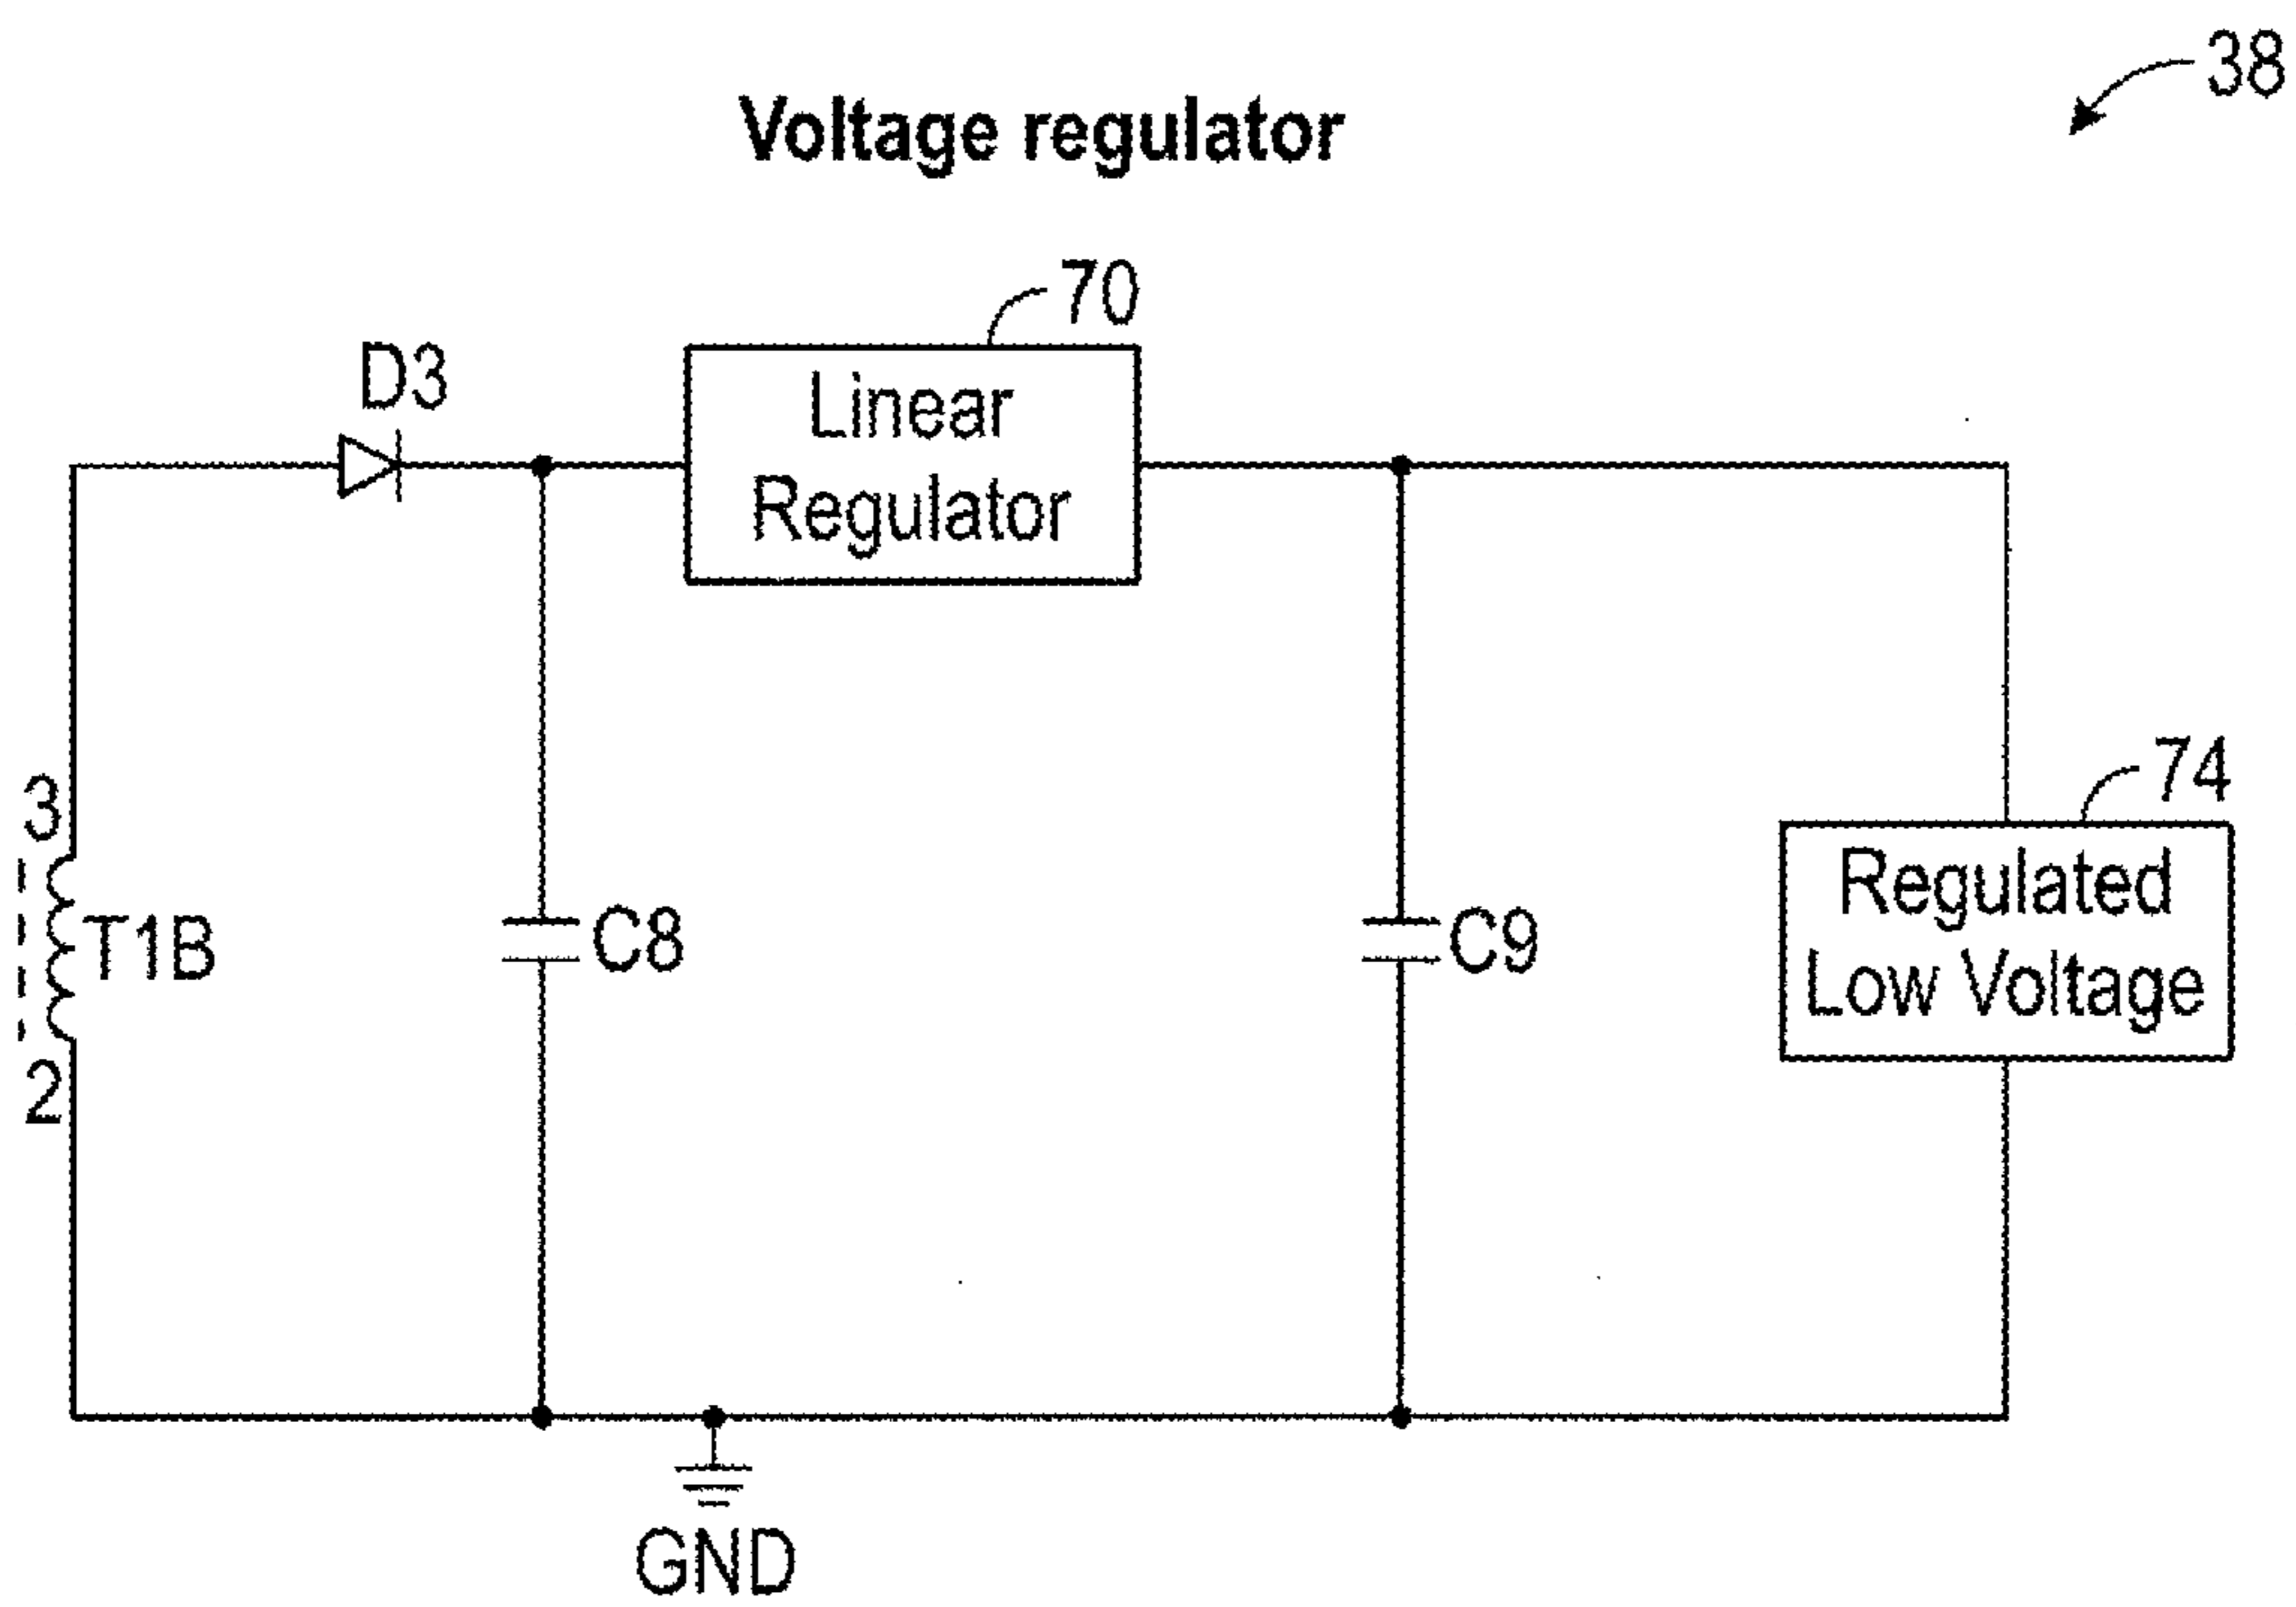 38
Voltage regulator
70
D3
Linear
Regulator
74
3
Regulated
Low Voltage
T1B
C8
C9
2
GND